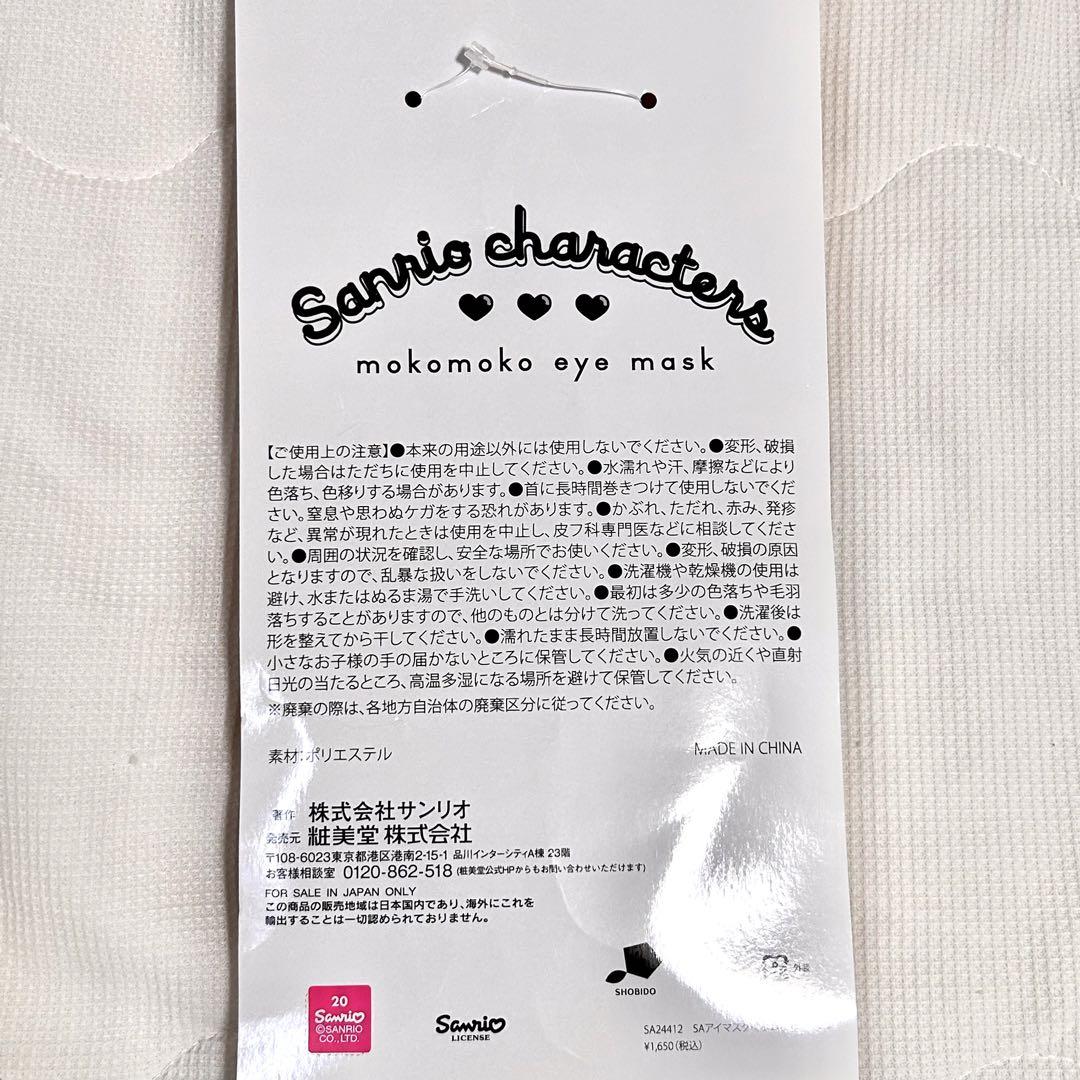 Sanrio characters
mokomoko eye mask
【ご使用上の注意】●本来の用途以外には使用しないでください。●変形、破損
した場合はただちに使用を中止してください。●水濡れや汗、摩擦などにより
色落ち、色移りする場合があります。●首に長時間巻きつけて使用しないでくだ
さい。窒息や思わぬケガをする恐れがあります。●かぶれ、ただれ、赤み、発疹
など、異常が現れたときは使用を中止し、皮フ科専門医などに相談してくださ
い。●周囲の状況を確認し、安全な場所でお使いください。●変形、破損の原因
となりますので、乱暴な扱いをしないでください。●洗濯機や乾燥機の使用は
避け、水またはぬるま湯で手洗いしてください。●最初は多少の色落ちや毛羽
落ちすることがありますので、他のものとは分けて洗ってください。●洗濯後は
形を整えてから干してください。●濡れたまま長時間放置しないでください。●
小さなお子様の手の届かないところに保管してください。●火気の近くや直射
日光の当たるところ、高温多湿になる場所を避けて保管してください。
※廃棄の際は、各地方自治体の廃棄区分に従ってください。
素材:ポリエステル MADE IN CHINA
著作 株式会社サンリオ
発売元 粧美堂 株式会社
〒108-6023東京都港区港南2-15-1 品川インターシティA棟 23階
お客様相談室 0120-862-518 (粧美堂公式HPからもお問い合わせいただけます)
FOR SALE IN JAPAN ONLY
この商品の販売地域は日本国内であり、海外にこれを
輸出することは一切認められておりません。
SHOBIDO
外装
20
Sanrio
©SANRIO
CO.,LTD.
Sanrio
LICENSE
SA24412 SAアイマスク
¥1,650(税込)